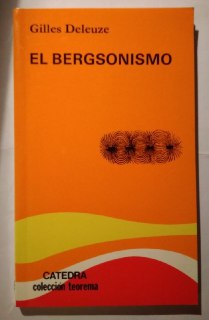 Gilles Deleuze
EL BERGSONISMO
CATEDRA
colección teorema